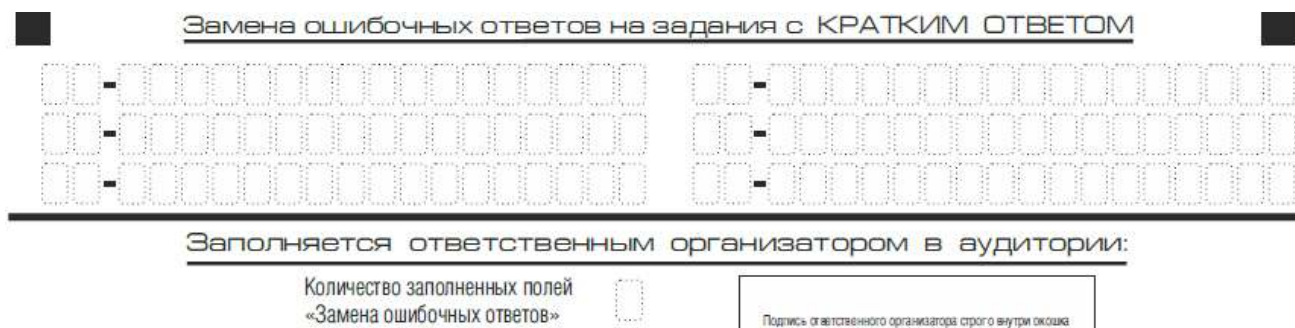 Замена ошибочных ответов на задания с КРАТКИМ ОТВЕТОМ
-
-
-
-
-
-
Заполняется ответственным организатором в аудитории:
Количество заполненных полей
«Замена ошибочных ответов»
Подпись ответственного организатора строго внутри окошка